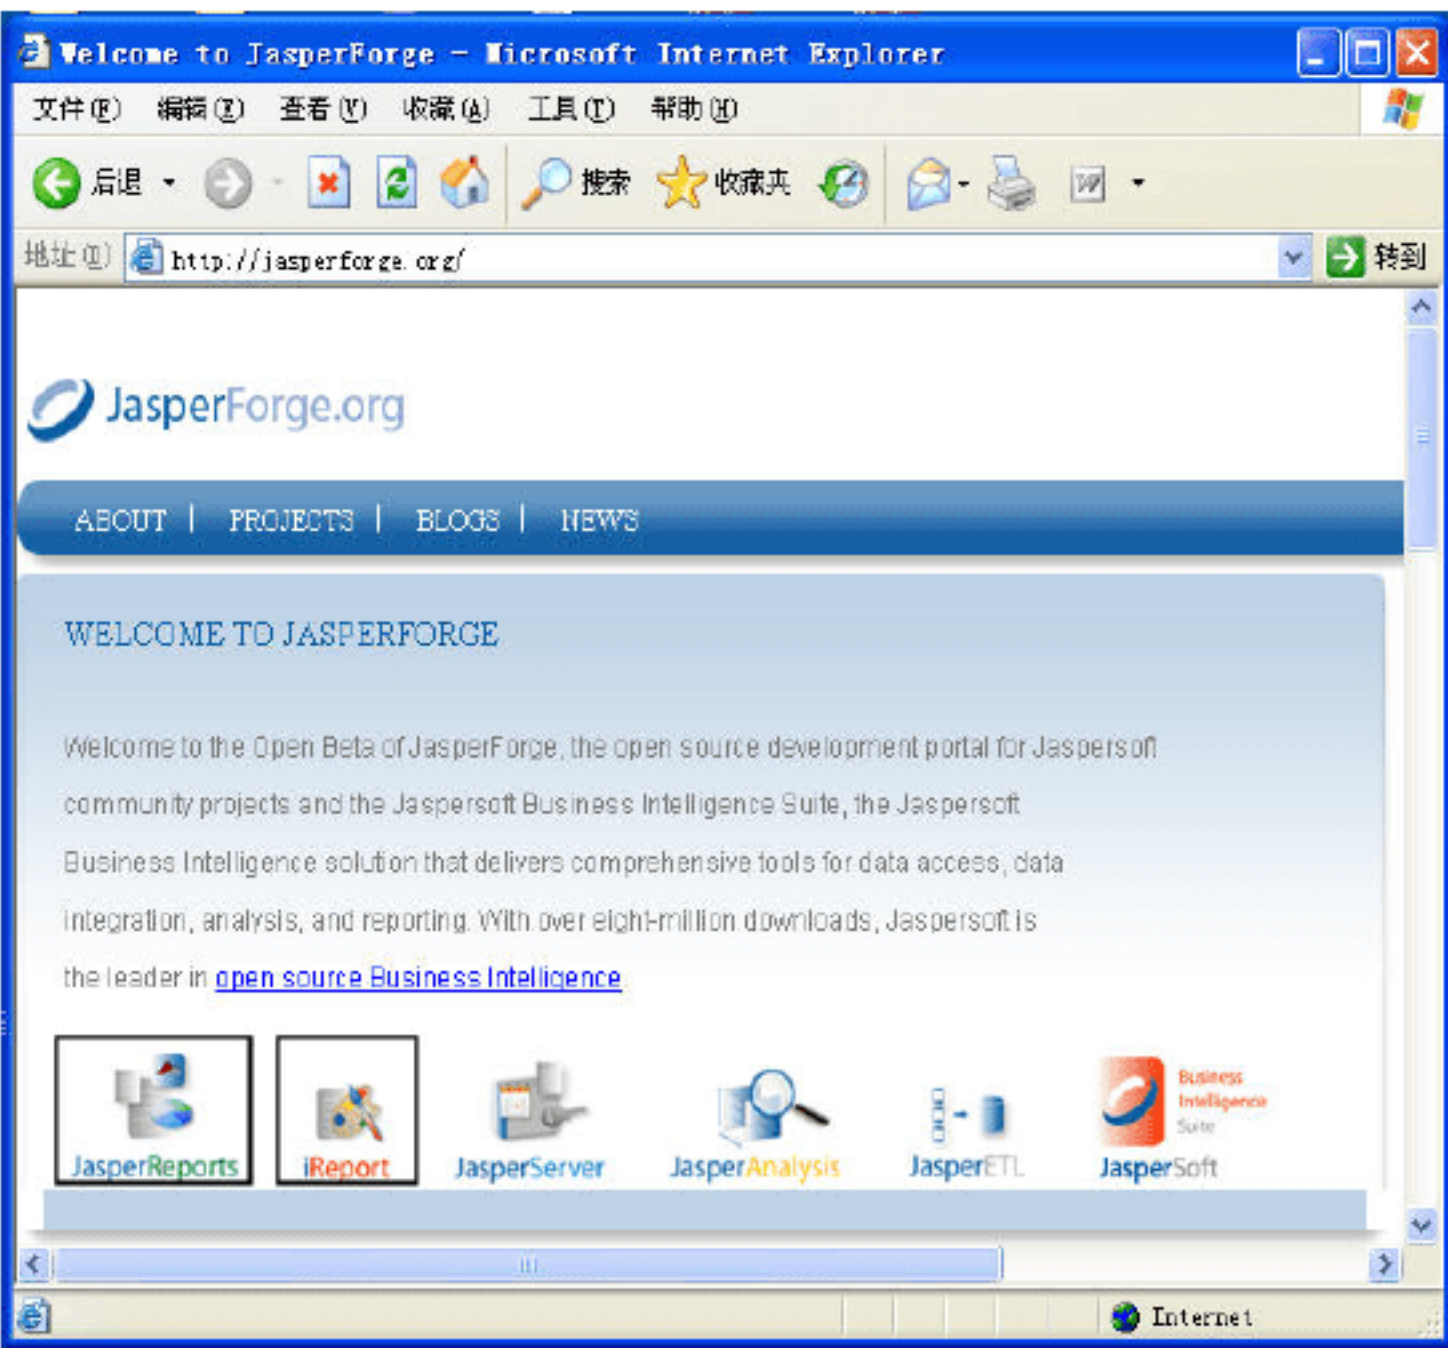 Welcome to JasperForge - Microsoft Internet Explorer
文件(F) 编辑(E) 查看(V) 收藏(A) 工具(T) 帮助(H)
后退 搜索 收藏夹
地址(D) http://jasperforge.org/ 转到
JasperForge.org
ABOUT | PROJECTS | BLOGS | NEWS
WELCOME TO JASPERFORGE
Welcome to the Open Beta of JasperForge, the open source development portal for Jaspersoft
community projects and the Jaspersoft Business Intelligence Suite, the Jaspersoft
Business Intelligence solution that delivers comprehensive tools for data access, data
integration, analysis, and reporting. With over eight-million downloads, Jaspersoft is
the leader in open source Business Intelligence
Business
Intelligence
Suite
JasperReports iReport JasperServer JasperAnalysis JasperETL JasperSoft
Internet